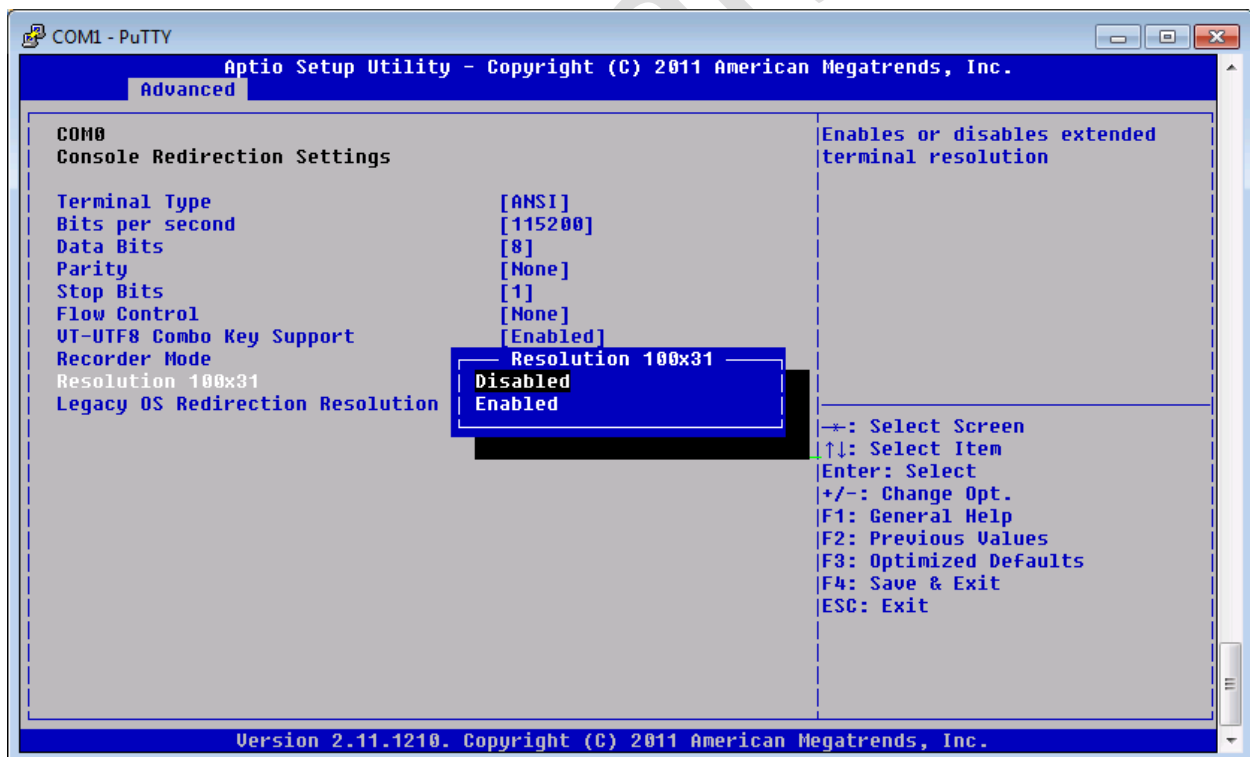 COM1 - PuTTY
Aptio Setup Utility - Copyright (C) 2011 American Megatrends, Inc.
Advanced
COM0
Console Redirection Settings
Terminal Type [ANSI]
Bits per second [115200]
Data Bits [8]
Parity [None]
Stop Bits [1]
Flow Control [None]
VT-UTF8 Combo Key Support [Enabled]
Recorder Mode
Resolution 100x31
Legacy OS Redirection Resolution
Resolution 100x31
Disabled
Enabled
Enables or disables extended
terminal resolution
→←: Select Screen
↑↓: Select Item
Enter: Select
+/-: Change Opt.
F1: General Help
F2: Previous Values
F3: Optimized Defaults
F4: Save & Exit
ESC: Exit
Version 2.11.1210. Copyright (C) 2011 American Megatrends, Inc.